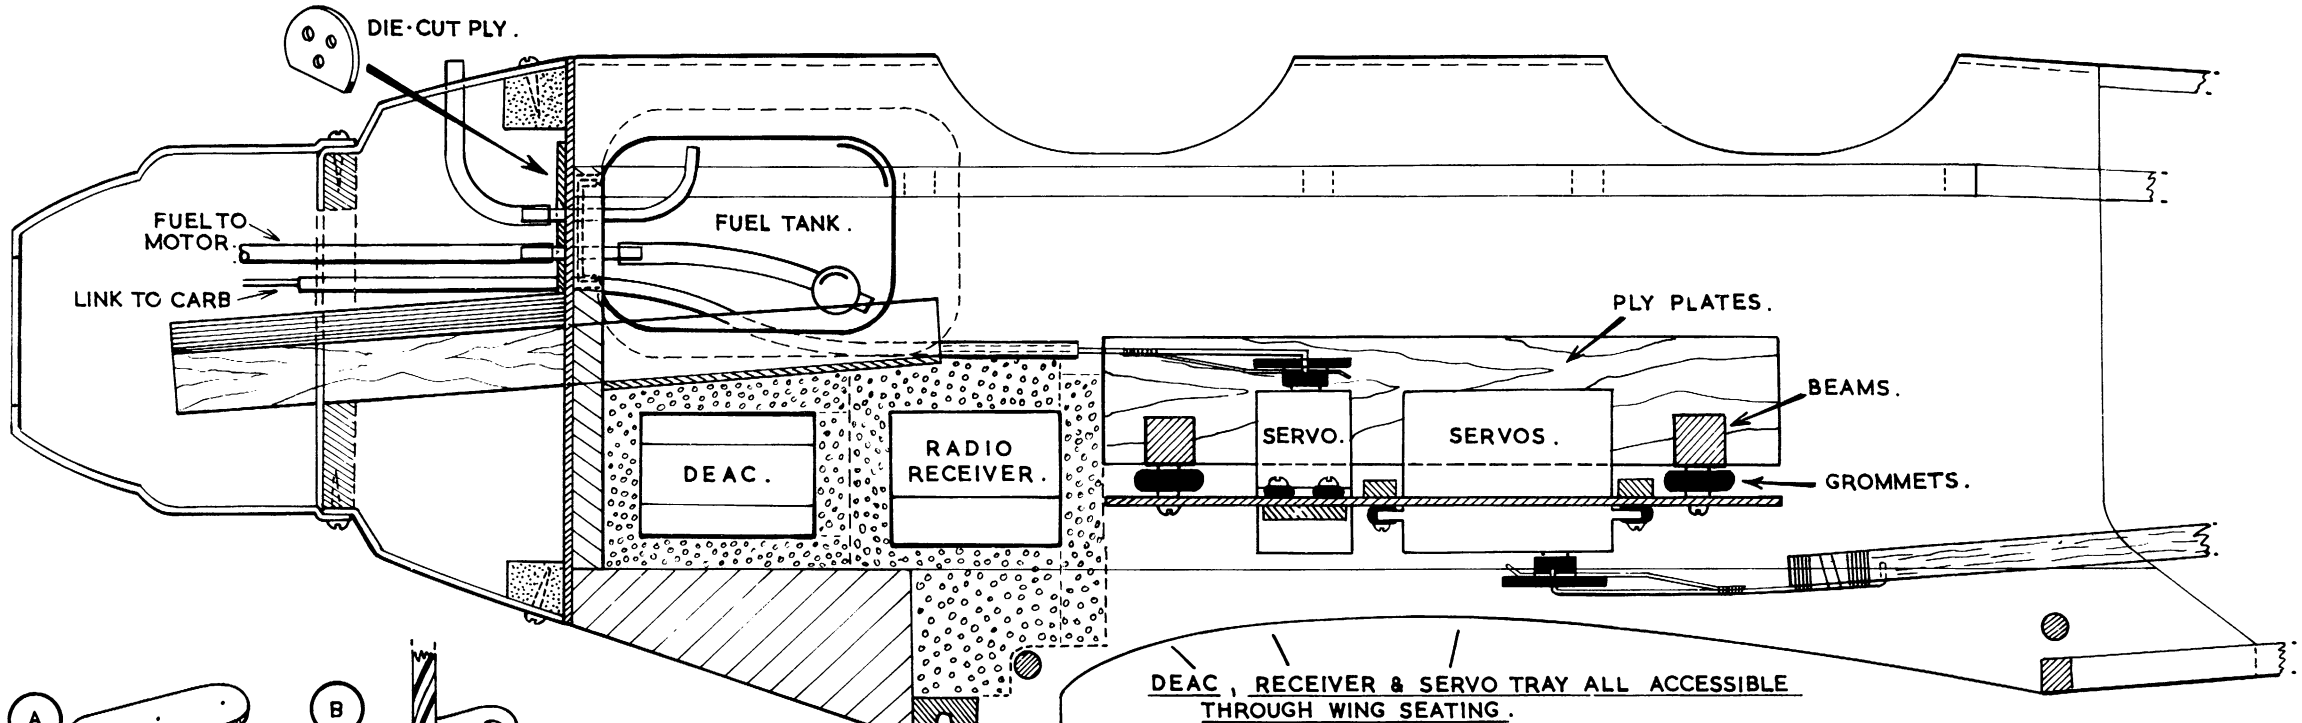 DIE-CUT PLY.
FUEL TO
MOTOR.
LINK TO CARB
FUEL TANK.
PLY PLATES.
BEAMS.
SERVO.
SERVOS.
RADIO
RECEIVER.
DEAC.
GROMMETS.
DEAC, RECEIVER & SERVO TRAY ALL ACCESSIBLE
THROUGH WING SEATING.
A
B